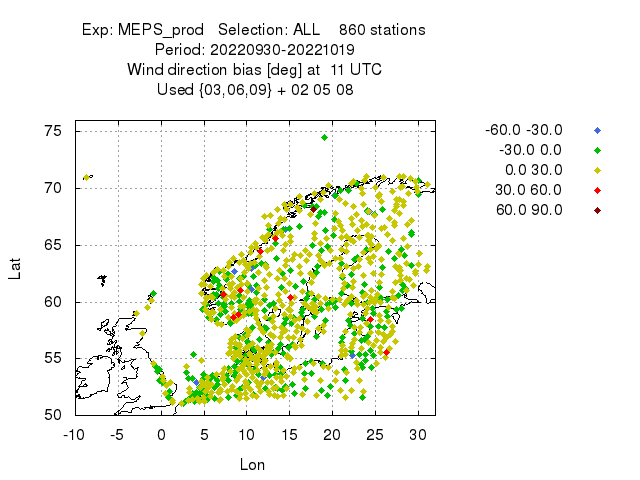 Exp: MEPS_prod   Selection: ALL    860 stations
Period: 20220930-20221019
Wind direction bias [deg] at  11 UTC
Used {03,06,09} + 02 05 08
-60.0 -30.0
-30.0 0.0
0.0 30.0
30.0 60.0
60.0 90.0
Lat
75
70
65
60
55
50
-10 -5 0 5 10 15 20 25 30
Lon